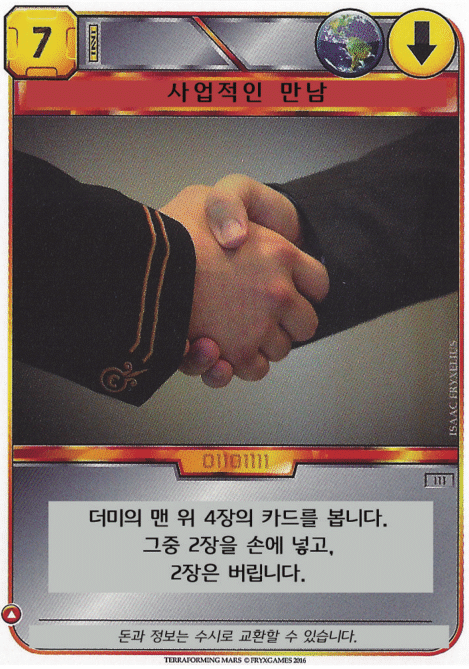 7
사업적인 만남
C
ISAAC FRYXELIUS
01101111
111
더미의 맨 위 4장의 카드를 봅니다.
그중 2장을 손에 넣고,
2장은 버립니다.
돈과 정보는 수시로 교환할 수 있습니다.
TERRAFORMING MARS © FRYXGAMES 2016